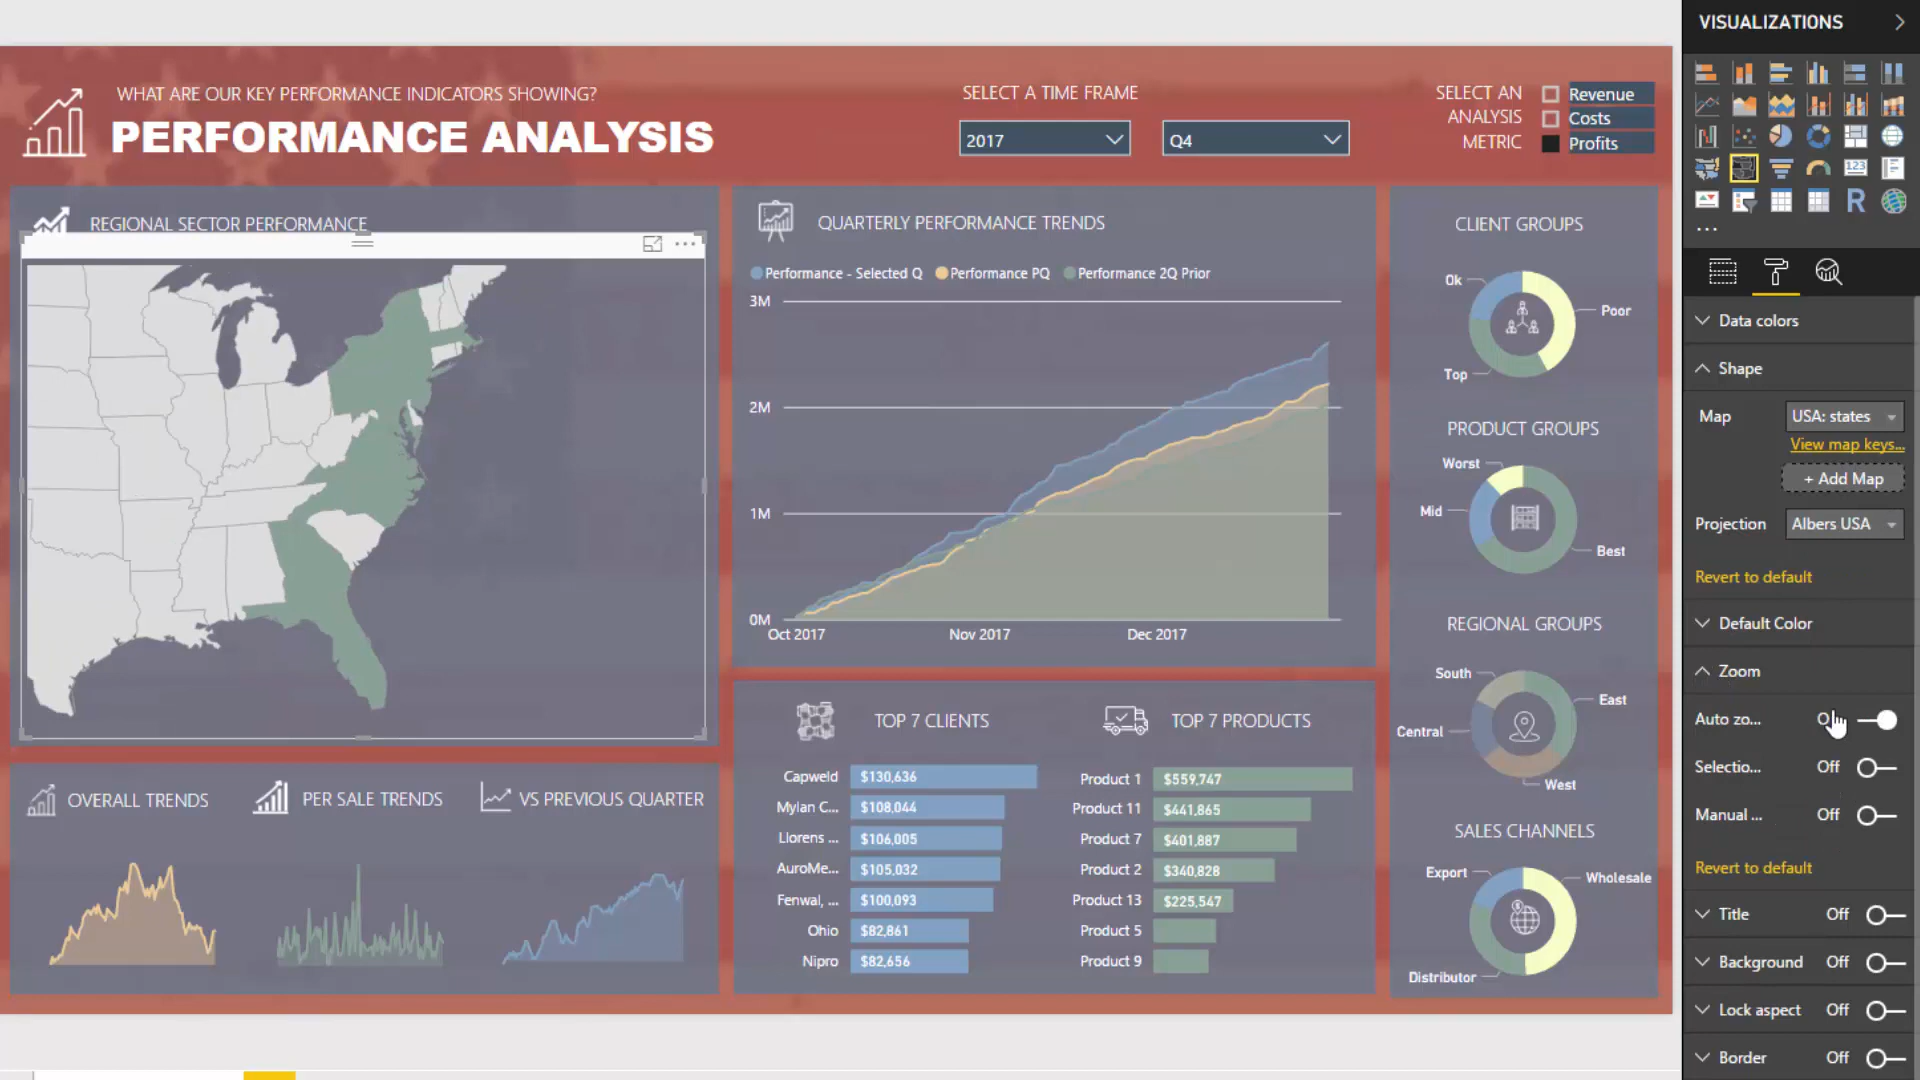 VISUALIZATIONS
WHAT ARE OUR KEY PERFORMANCE INDICATORS SHOWING?
PERFORMANCE ANALYSIS
SELECT A TIME FRAME
2017
Q4
SELECT AN
ANALYSIS
METRIC
Revenue
Costs
Profits
REGIONAL SECTOR PERFORMANCE
QUARTERLY PERFORMANCE TRENDS
Performance - Selected Q
Performance PQ
Performance 2Q Prior
3M
2M
1M
0M
Oct 2017
Nov 2017
Dec 2017
CLIENT GROUPS
Ok
Poor
Top
PRODUCT GROUPS
Worst
Mid
Best
REGIONAL GROUPS
South
East
Central
West
SALES CHANNELS
Export
Wholesale
Distributor
OVERALL TRENDS
PER SALE TRENDS
VS PREVIOUS QUARTER
TOP 7 CLIENTS
Capweld $130,636
Mylan C... $108,044
Llorens ... $106,005
AuroMe... $105,032
Fenwal, ... $100,093
Ohio $82,861
Nipro $82,656
TOP 7 PRODUCTS
Product 1 $559,747
Product 11 $441,865
Product 7 $401,887
Product 2 $340,828
Product 13 $225,547
Product 5
Product 9
123
R
Data colors
Shape
Map USA: states
View map keys...
+ Add Map
Projection Albers USA
Revert to default
Default Color
Zoom
Auto zo...
Selectio... Off
Manual ... Off
Revert to default
Title Off
Background Off
Lock aspect Off
Border Off